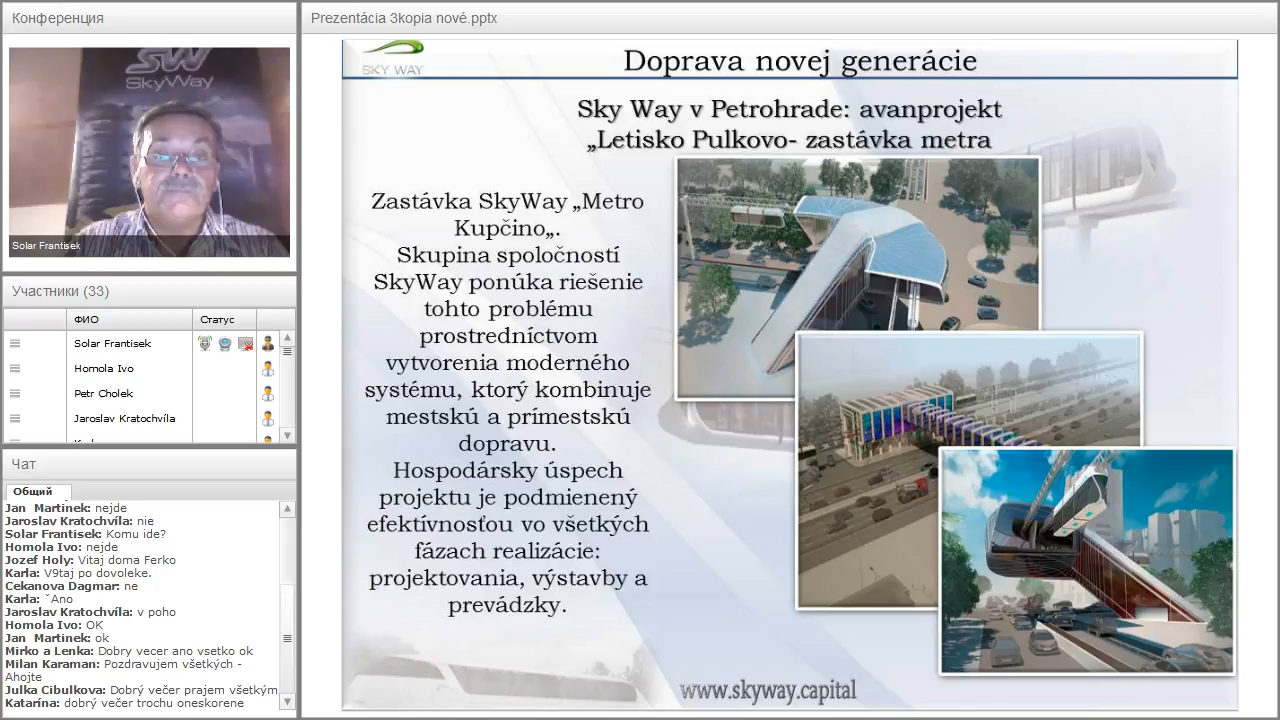 Конференция
SW
SkyWay
Solar Frantisek
Участники (33)
ФИО
Статус
Solar Frantisek
Homola Ivo
Petr Cholek
Jaroslav Kratochvíla
Чат
Общий
Jan Martinek: nejde
Jaroslav Kratochvíla: nie
Solar Frantisek: Komu ide?
Homola Ivo: nejde
Jozef Holy: Vitaj doma Ferko
Karla: V9taj po dovoleke.
Cekanova Dagmar: ne
Karla: ˇAno
Jaroslav Kratochvíla: v poho
Homola Ivo: OK
Jan Martinek: ok
Mirko a Lenka: Dobry vecer ano vsetko ok
Milan Karaman: Pozdravujem všetkých -
Ahojte
Julka Cibulkova: Dobrý večer prajem všetkým
Katarína: dobrý večer trochu oneskorene
Prezentácia 3kopia nové.pptx
SKY WAY
Doprava novej generácie
Sky Way v Petrohrade: avanprojekt
„Letisko Pulkovo- zastávka metra
Zastávka SkyWay „Metro
Kupčino„.
Skupina spoločností
SkyWay ponúka riešenie
tohto problému
prostredníctvom
vytvorenia moderného
systému, ktorý kombinuje
mestskú a prímestskú
dopravu.
Hospodársky úspech
projektu je podmienený
efektívnosťou vo všetkých
fázach realizácie:
projektovania, výstavby a
prevádzky.
www.skyway.capital